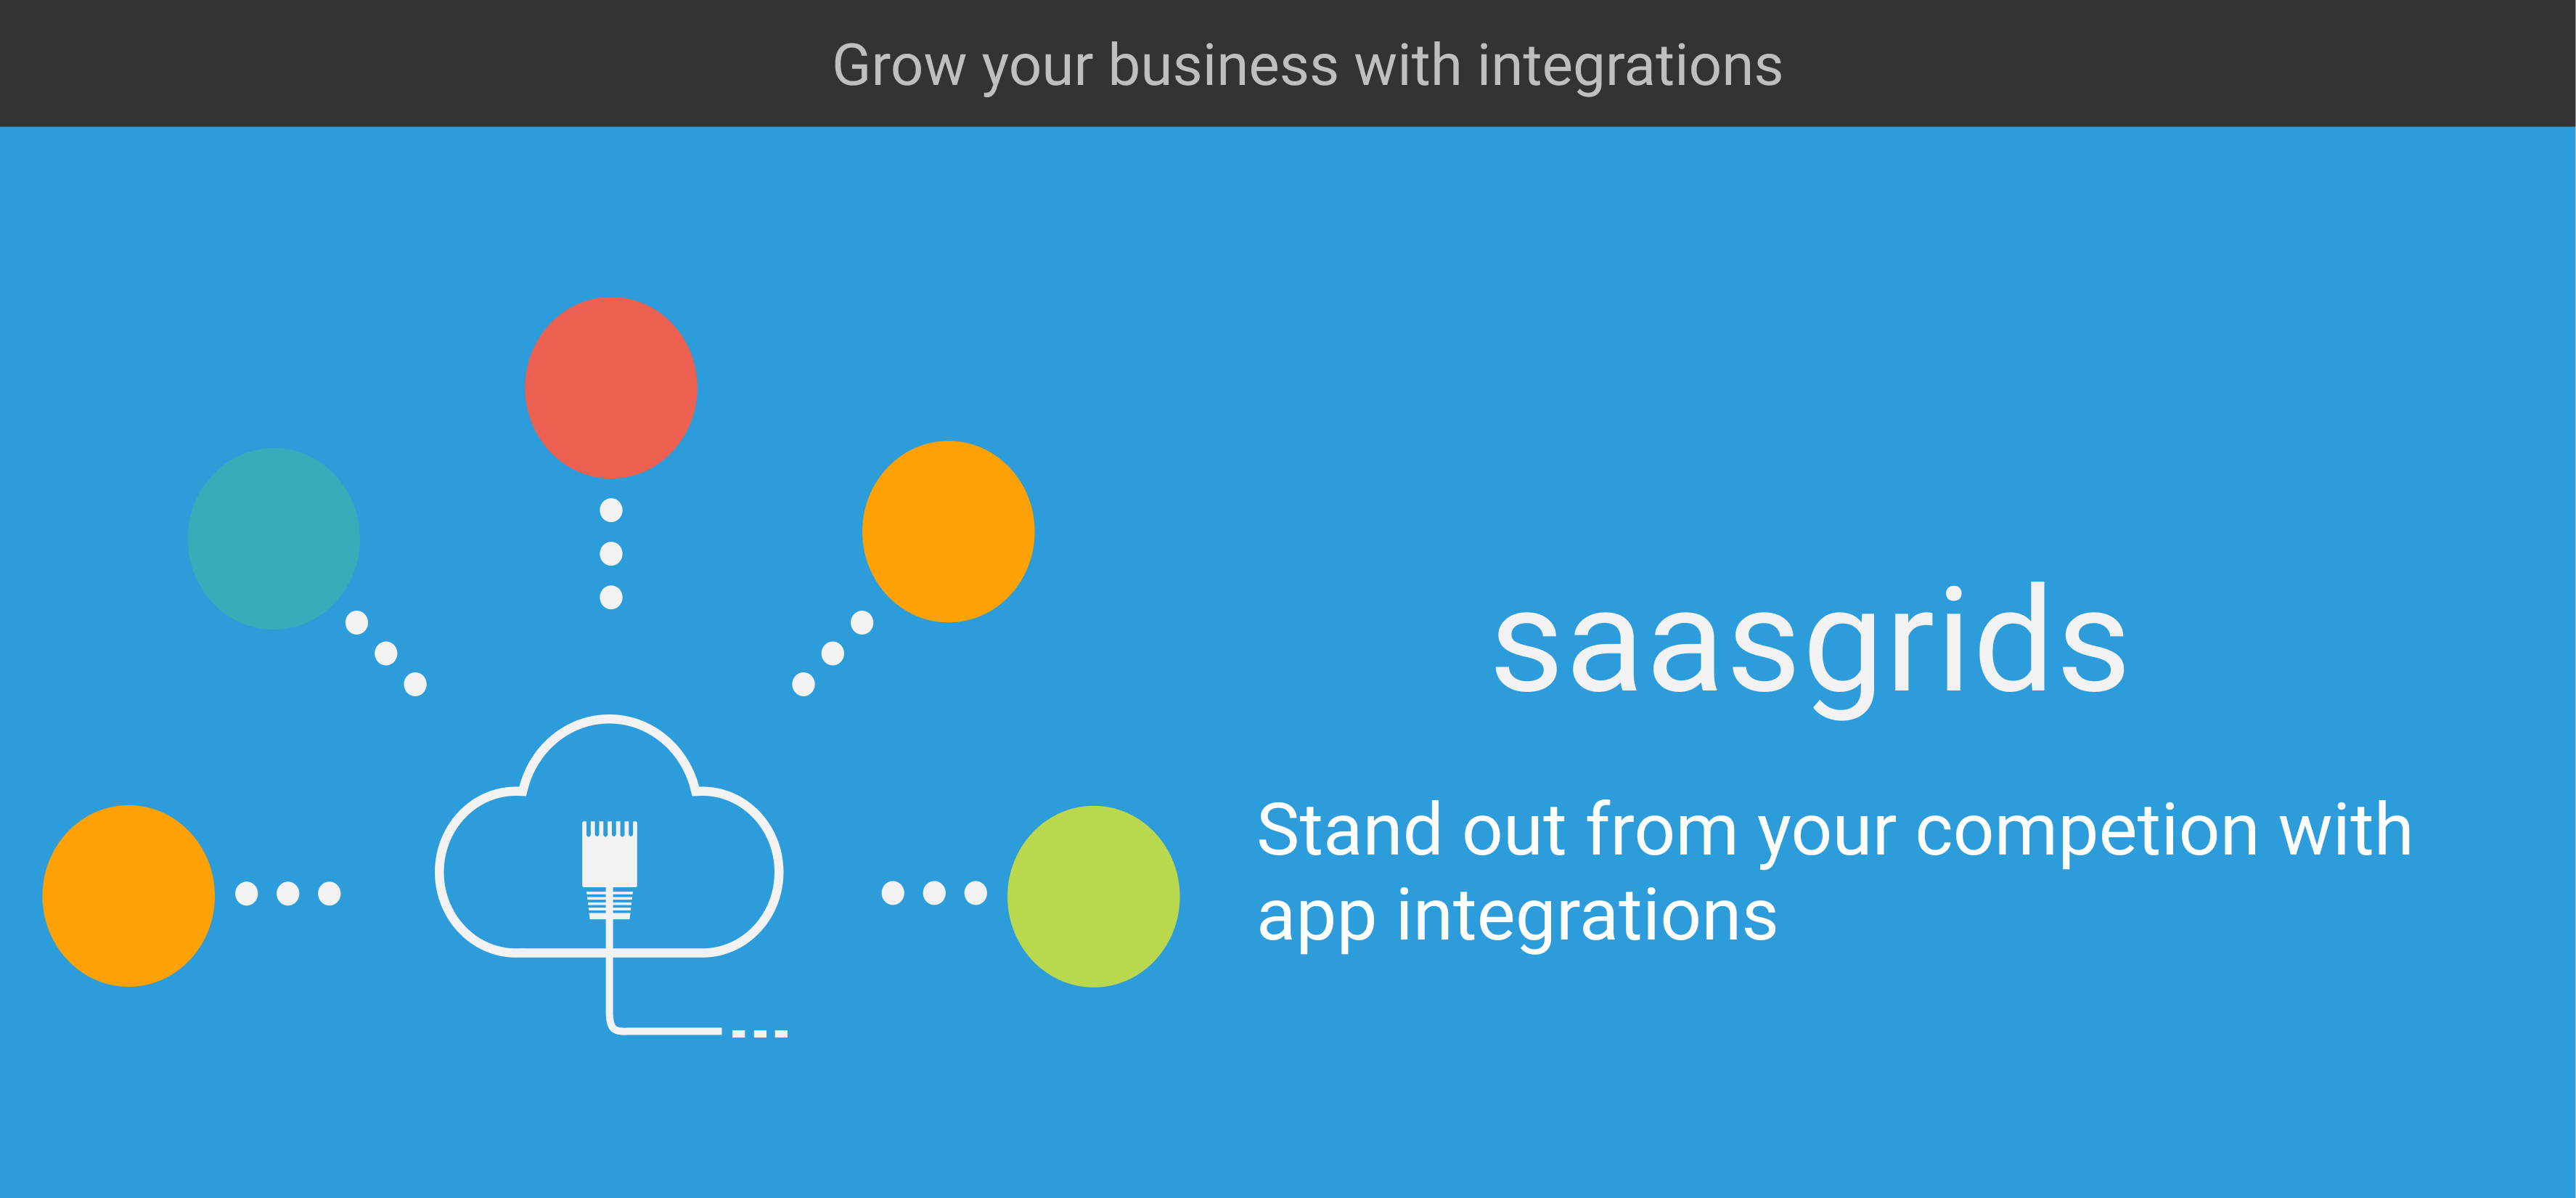 Grow your business with integrations
saasgrids
Stand out from your competion with
app integrations